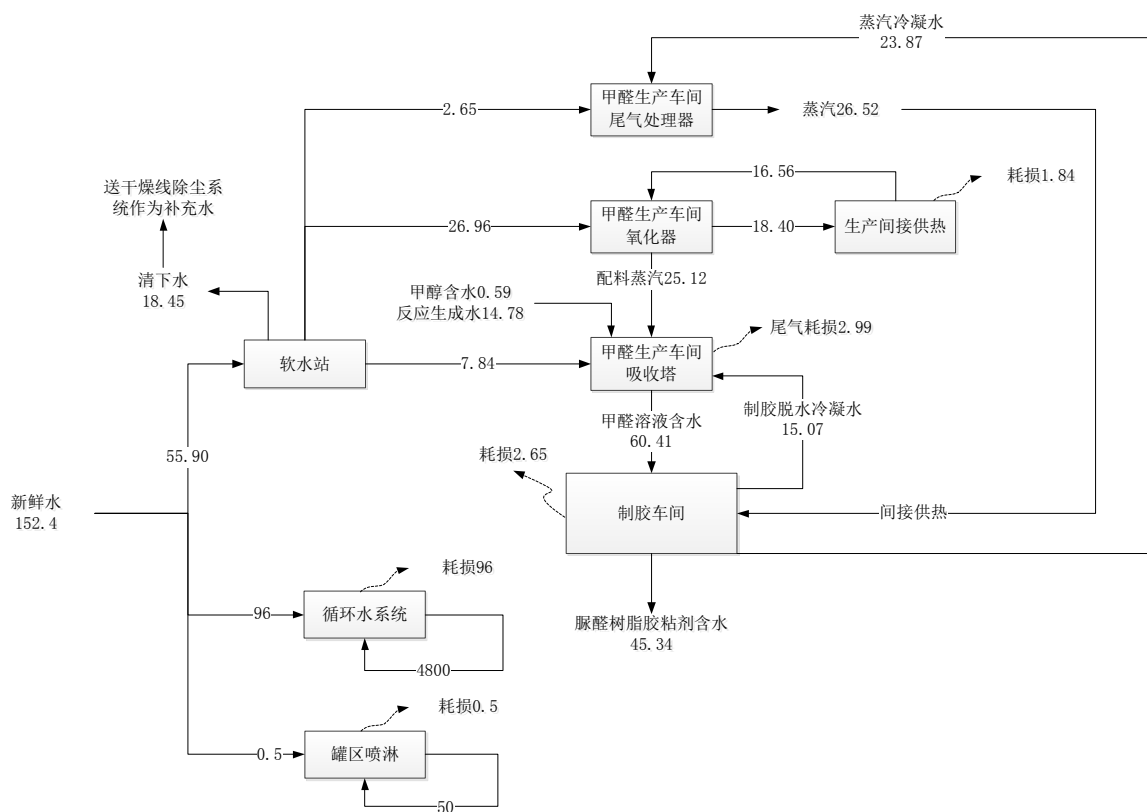 蒸汽冷凝水
23.87
甲醛生产车间
尾气处理器
2.65
蒸汽26.52
送干燥线除尘系
统作为补充水
16.56
耗损1.84
甲醛生产车间
氧化器
26.96
18.40
生产间接供热
清下水
18.45
配料蒸汽25.12
甲醇含水0.59
反应生成水14.78
尾气耗损2.99
软水站
7.84
甲醛生产车间
吸收塔
制胶脱水冷凝水
15.07
甲醛溶液含水
60.41
55.90
耗损2.65
新鲜水
152.4
制胶车间
间接供热
耗损96
96
循环水系统
脲醛树脂胶粘剂含水
45.34
4800
耗损0.5
0.5
罐区喷淋
50